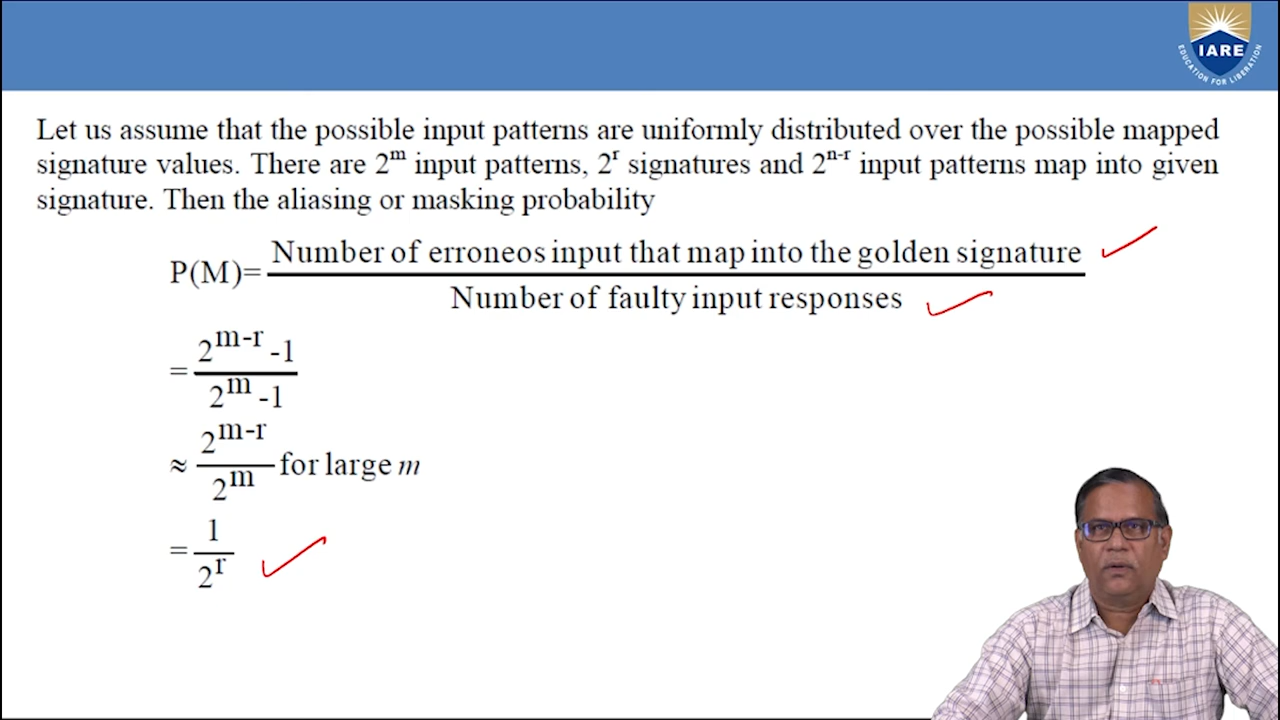 IARE
EDUCATION FOR LIBERATION
Let us assume that the possible input patterns are uniformly distributed over the possible mapped
signature values. There are 2^m input patterns, 2^r signatures and 2^n-r input patterns map into given
signature. Then the aliasing or masking probability
P(M)= Number of erroneos input that map into the golden signature
Number of faulty input responses
= 2^m-r -1
2^m -1
≈ 2^m-r
2^m for large m
= 1
2^r